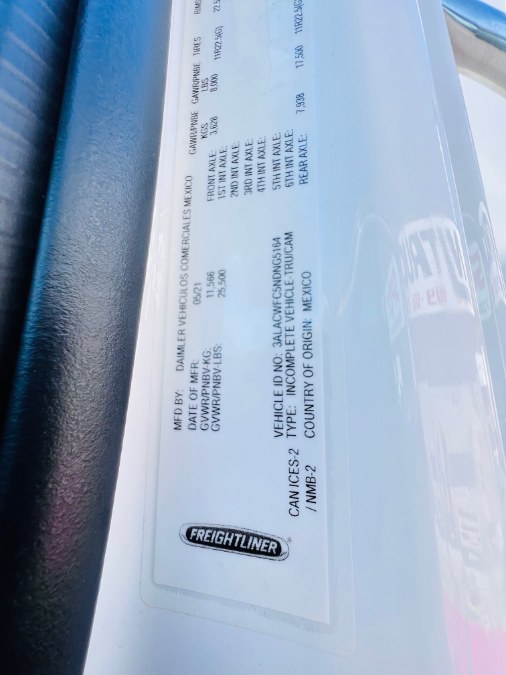 MFD BY: DAIMLER VEHICULOS COMERCIALES MEXICO
DATE OF MFR: 05/21
GVWR/PNBV-KG: 11,566
GVWR/PNBV-LBS: 25,500
GAWR/PNBE KGS GAWR/PNBE LBS TIRES RIMS
FRONT AXLE: 3,628 8,000 11R22.5(G) 22.5
1ST INT AXLE:
2ND INT AXLE:
3RD INT AXLE:
4TH INT AXLE:
5TH INT AXLE:
6TH INT AXLE:
REAR AXLE: 7,938 17,500 11R22.5(G)
VEHICLE ID NO: 3ALACWFC5NDNG5164
TYPE: INCOMPLETE VEHICLE-TRU/CAM
COUNTRY OF ORIGIN: MEXICO
CAN ICES-2
/ NMB-2
FREIGHTLINER